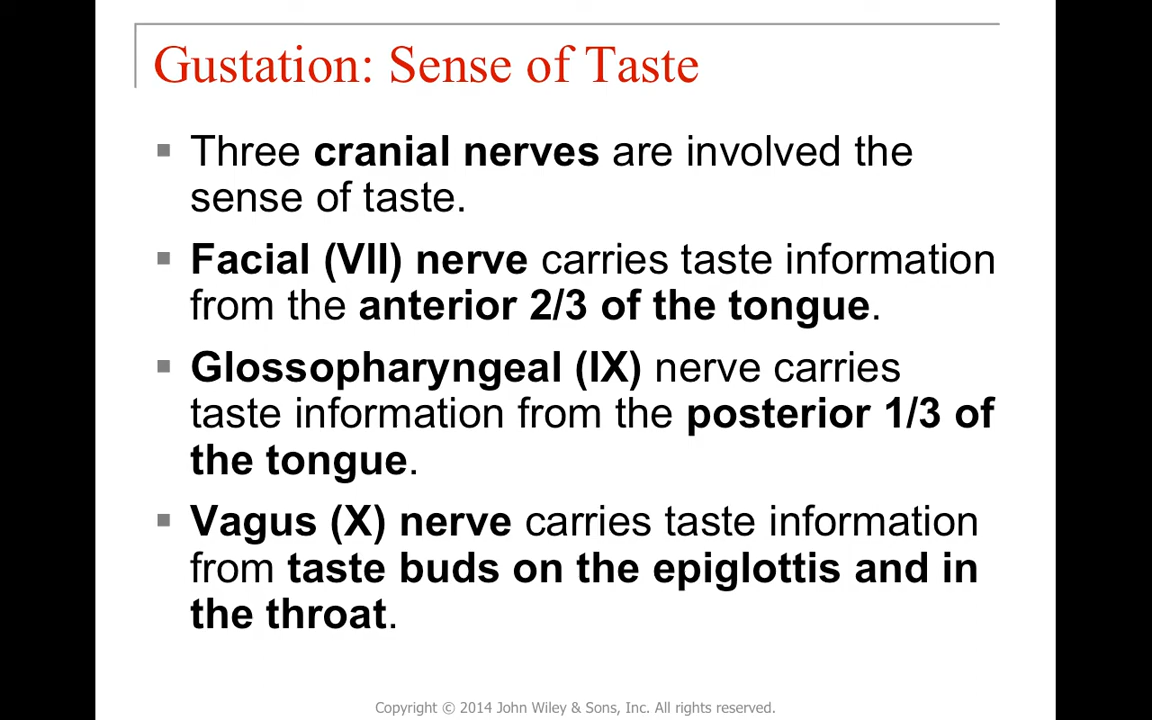 Gustation: Sense of Taste
▪ Three cranial nerves are involved the
sense of taste.
▪ Facial (VII) nerve carries taste information
from the anterior 2/3 of the tongue.
▪ Glossopharyngeal (IX) nerve carries
taste information from the posterior 1/3 of
the tongue.
▪ Vagus (X) nerve carries taste information
from taste buds on the epiglottis and in
the throat.
Copyright © 2014 John Wiley & Sons, Inc. All rights reserved.